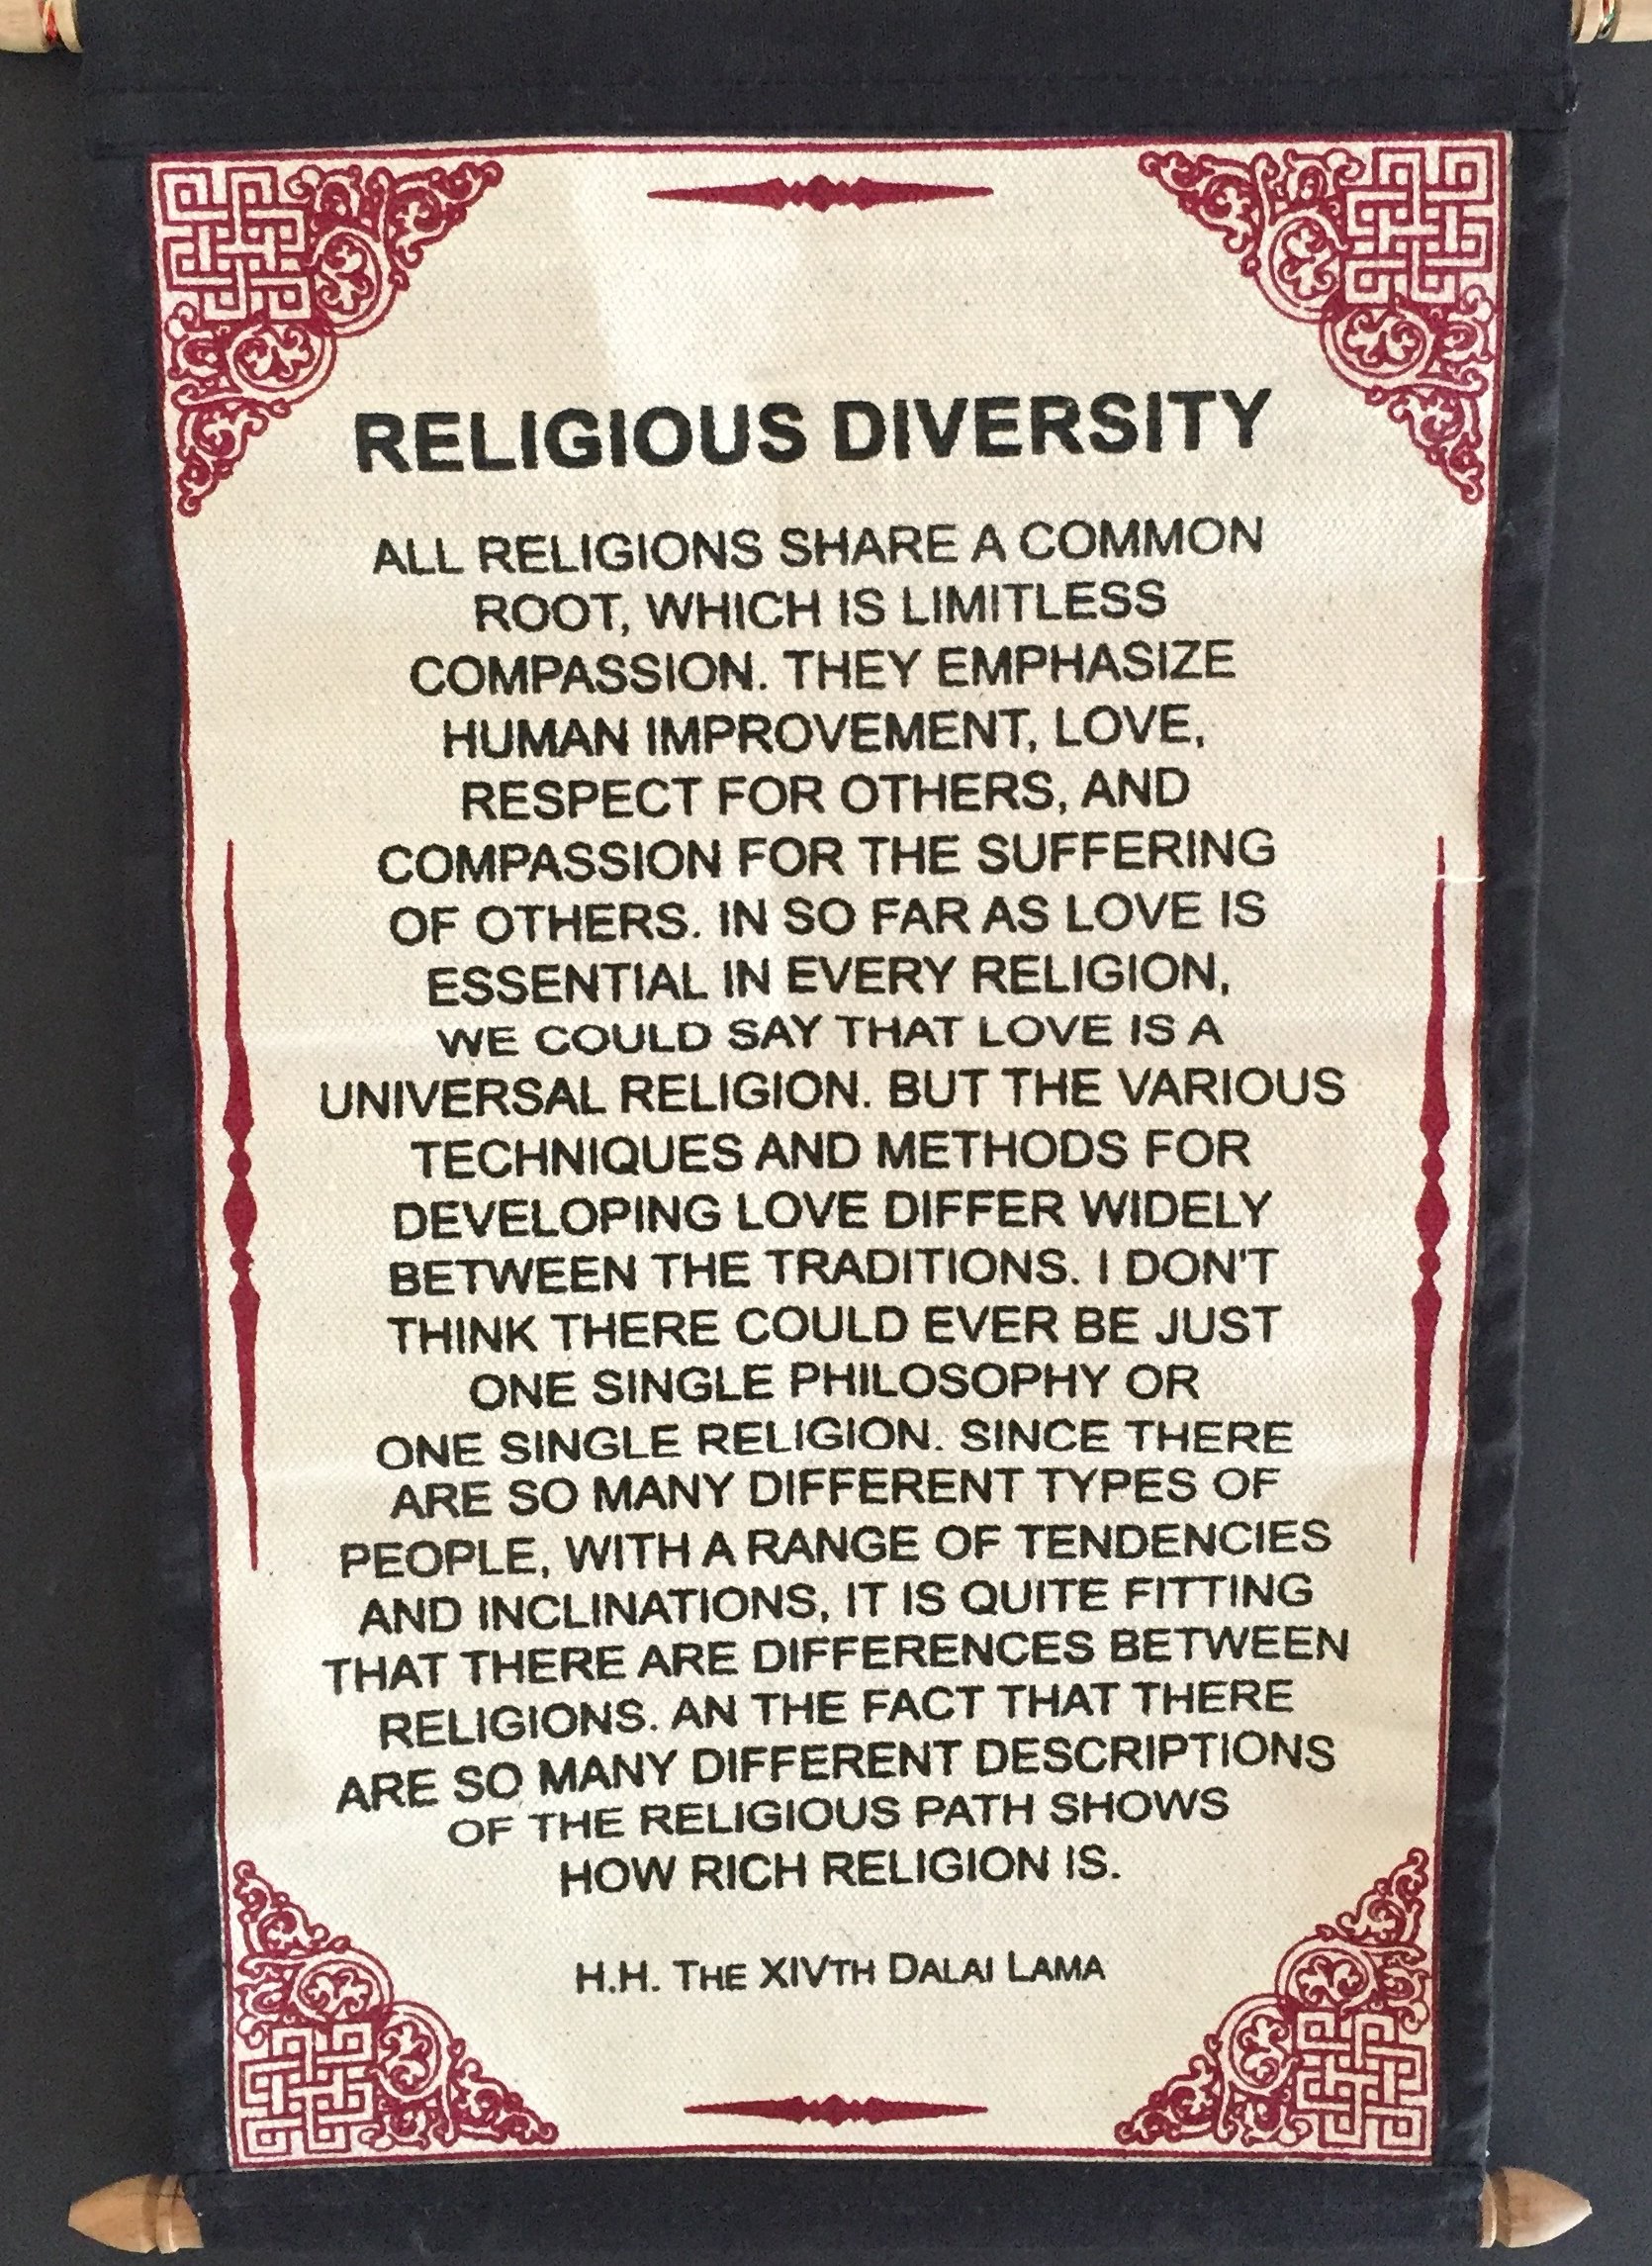 RELIGIOUS DIVERSITY
ALL RELIGIONS SHARE A COMMON
ROOT, WHICH IS LIMITLESS
COMPASSION. THEY EMPHASIZE
HUMAN IMPROVEMENT, LOVE,
RESPECT FOR OTHERS, AND
COMPASSION FOR THE SUFFERING
OF OTHERS. IN SO FAR AS LOVE IS
ESSENTIAL IN EVERY RELIGION,
WE COULD SAY THAT LOVE IS A
UNIVERSAL RELIGION. BUT THE VARIOUS
TECHNIQUES AND METHODS FOR
DEVELOPING LOVE DIFFER WIDELY
BETWEEN THE TRADITIONS. I DON'T
THINK THERE COULD EVER BE JUST
ONE SINGLE PHILOSOPHY OR
ONE SINGLE RELIGION. SINCE THERE
ARE SO MANY DIFFERENT TYPES OF
PEOPLE, WITH A RANGE OF TENDENCIES
AND INCLINATIONS, IT IS QUITE FITTING
THAT THERE ARE DIFFERENCES BETWEEN
RELIGIONS. AN THE FACT THAT THERE
ARE SO MANY DIFFERENT DESCRIPTIONS
OF THE RELIGIOUS PATH SHOWS
HOW RICH RELIGION IS.
H.H. THE XIVTH DALAI LAMA